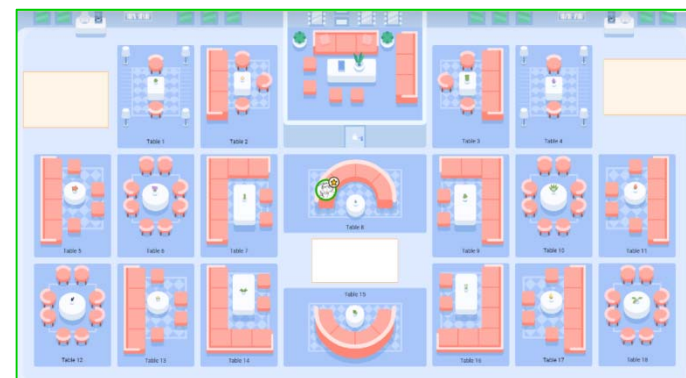 Table 1
Table 2
Table 3
Table 4
Table 5
Table 6
Table 7
Table 8
Table 9
Table 10
Table 11
Table 12
Table 13
Table 14
Table 15
Table 16
Table 17
Table 18